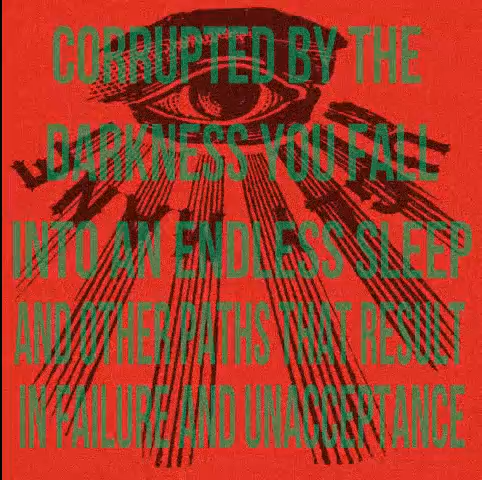 CORRUPTED BY THE
DARKNESS YOU FALL
INTO AN ENDLESS SLEEP
AND OTHER PATHS THAT RESULT
IN FAILURE AND UNACCEPTANCE